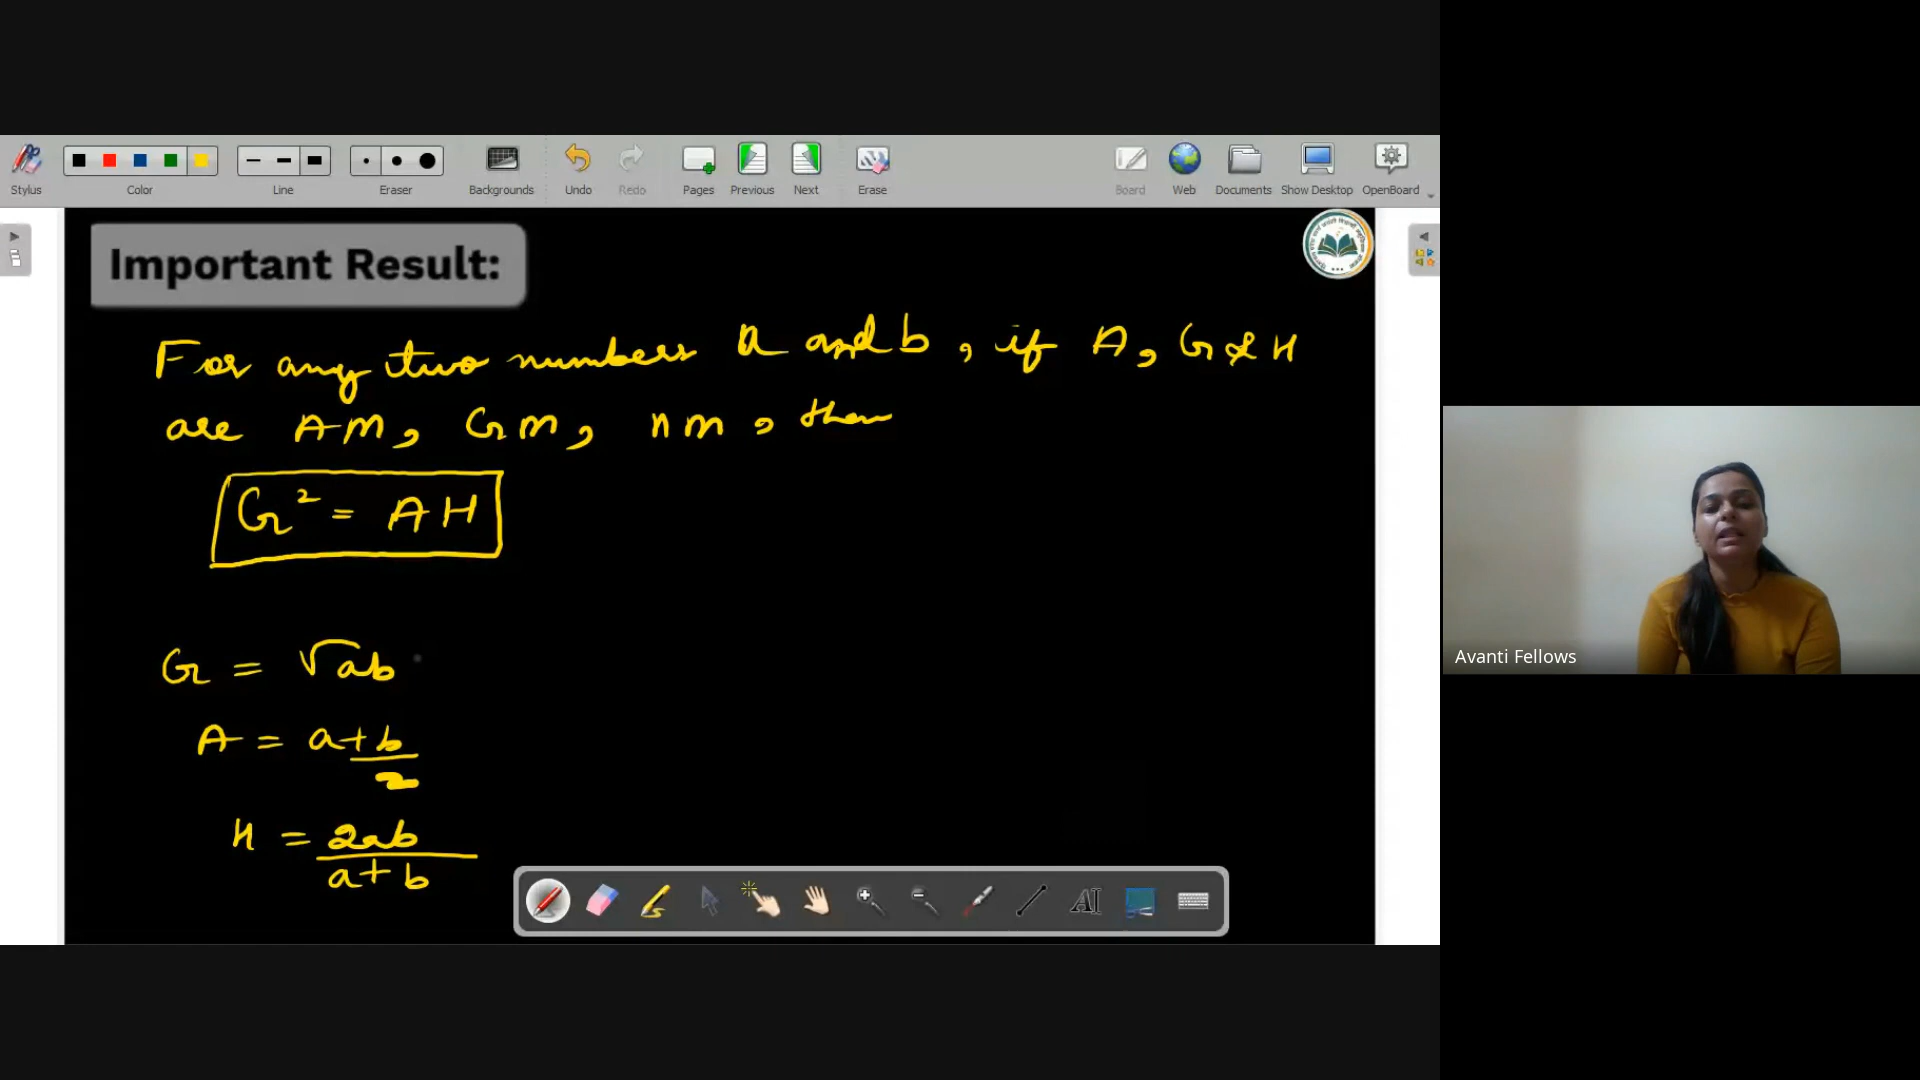 Stylus Color Line Eraser Backgrounds Undo Redo Pages Previous Next Erase Board Web Documents Show Desktop OpenBoard
Important Result:
For any two numbers a and b, if A, G & H
are AM, GM, HM, then
G² = AH
G = √ab
A = a+b/2
H = 2ab/a+b
AI
Avanti Fellows